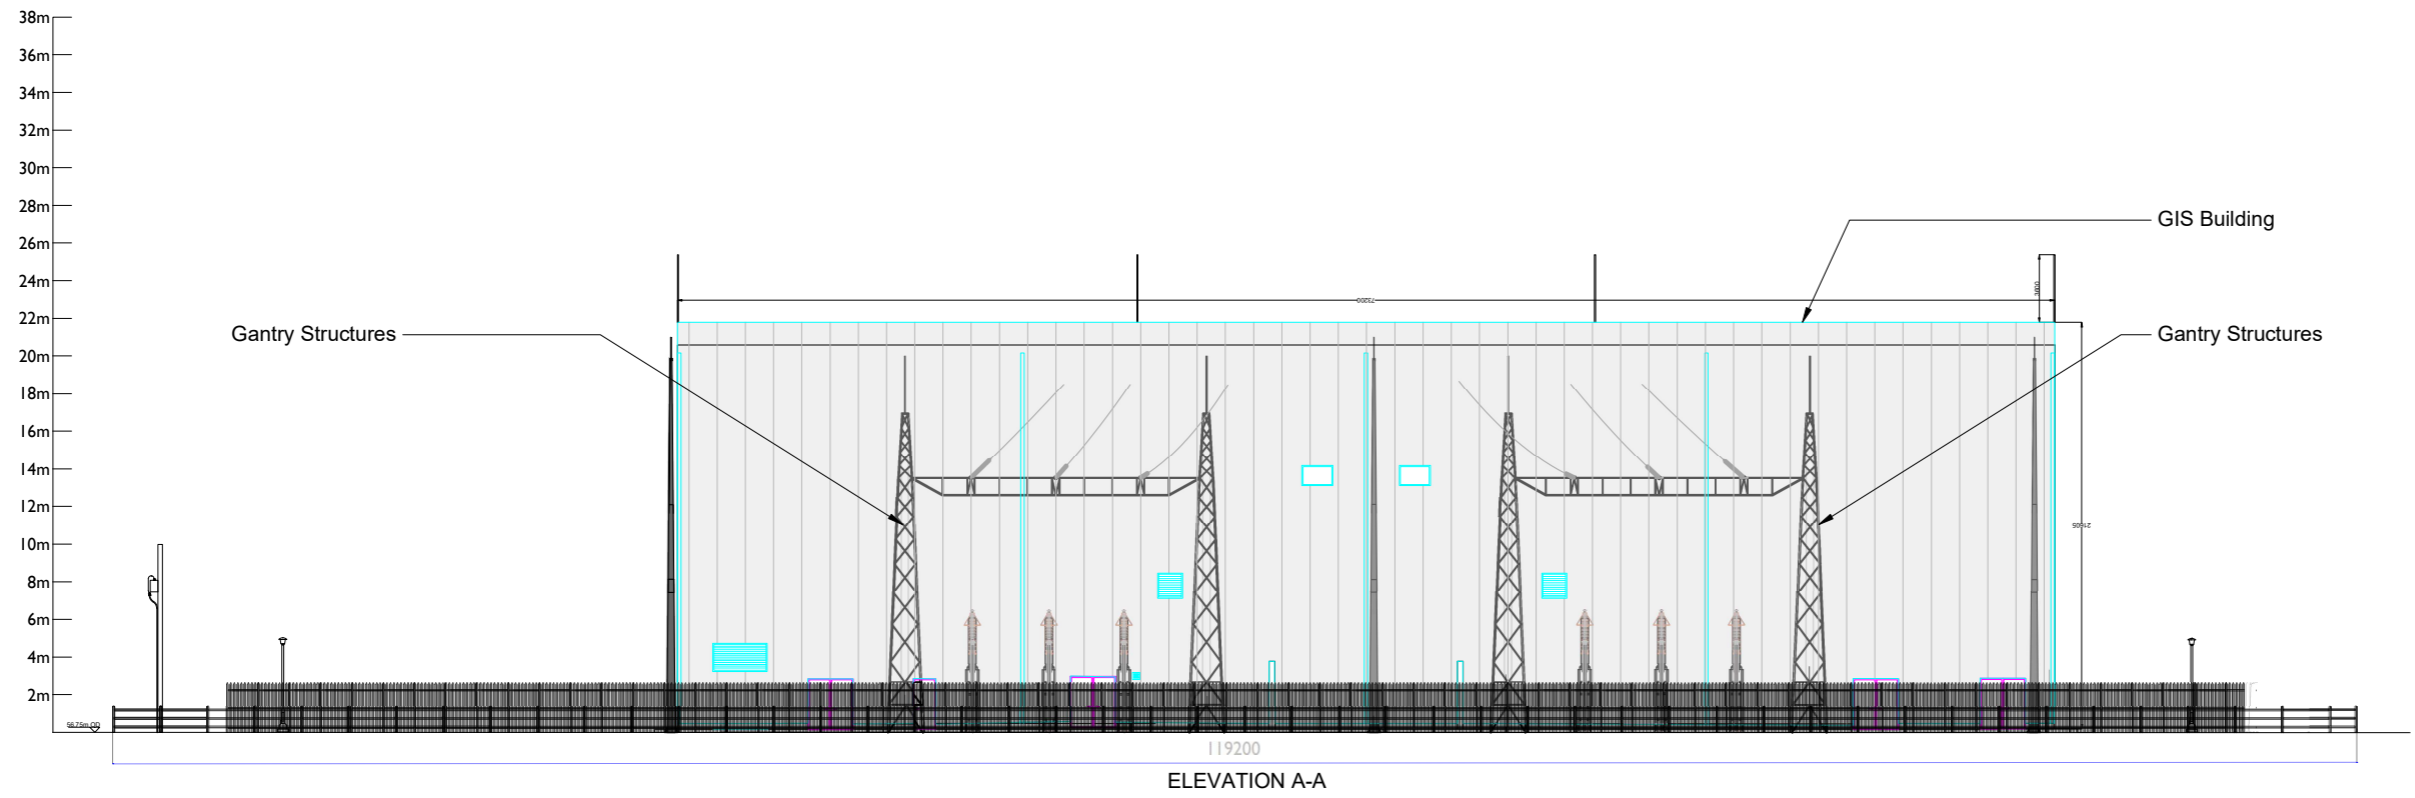 38m
36m
34m
32m
30m
28m
26m
24m
22m
20m
18m
16m
14m
12m
10m
8m
6m
4m
2m
GIS Building
73200
Gantry Structures
Gantry Structures
119200
ELEVATION A-A